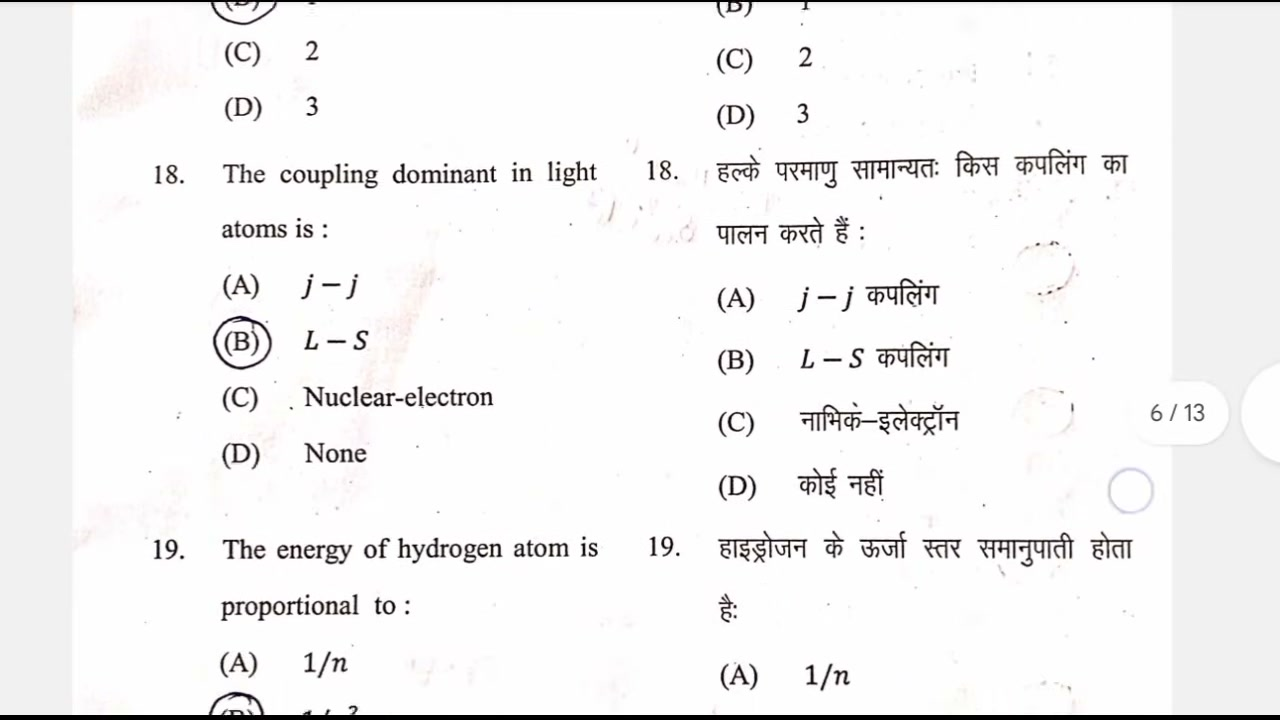 (B) 1
(C) 2
(D) 3
18. The coupling dominant in light
atoms is :
(A) j – j
(B) L – S
(C) Nuclear-electron
(D) None
19. The energy of hydrogen atom is
proportional to :
(A) 1/n
(B) 1
(C) 2
(D) 3
18. हल्के परमाणु सामान्यतः किस कपलिंग का
पालन करते हैं :
(A) j – j कपलिंग
(B) L – S कपलिंग
(C) नाभिक–इलेक्ट्रॉन
(D) कोई नहीं
19. हाइड्रोजन के ऊर्जा स्तर समानुपाती होता
हैः
(A) 1/n
6 / 13